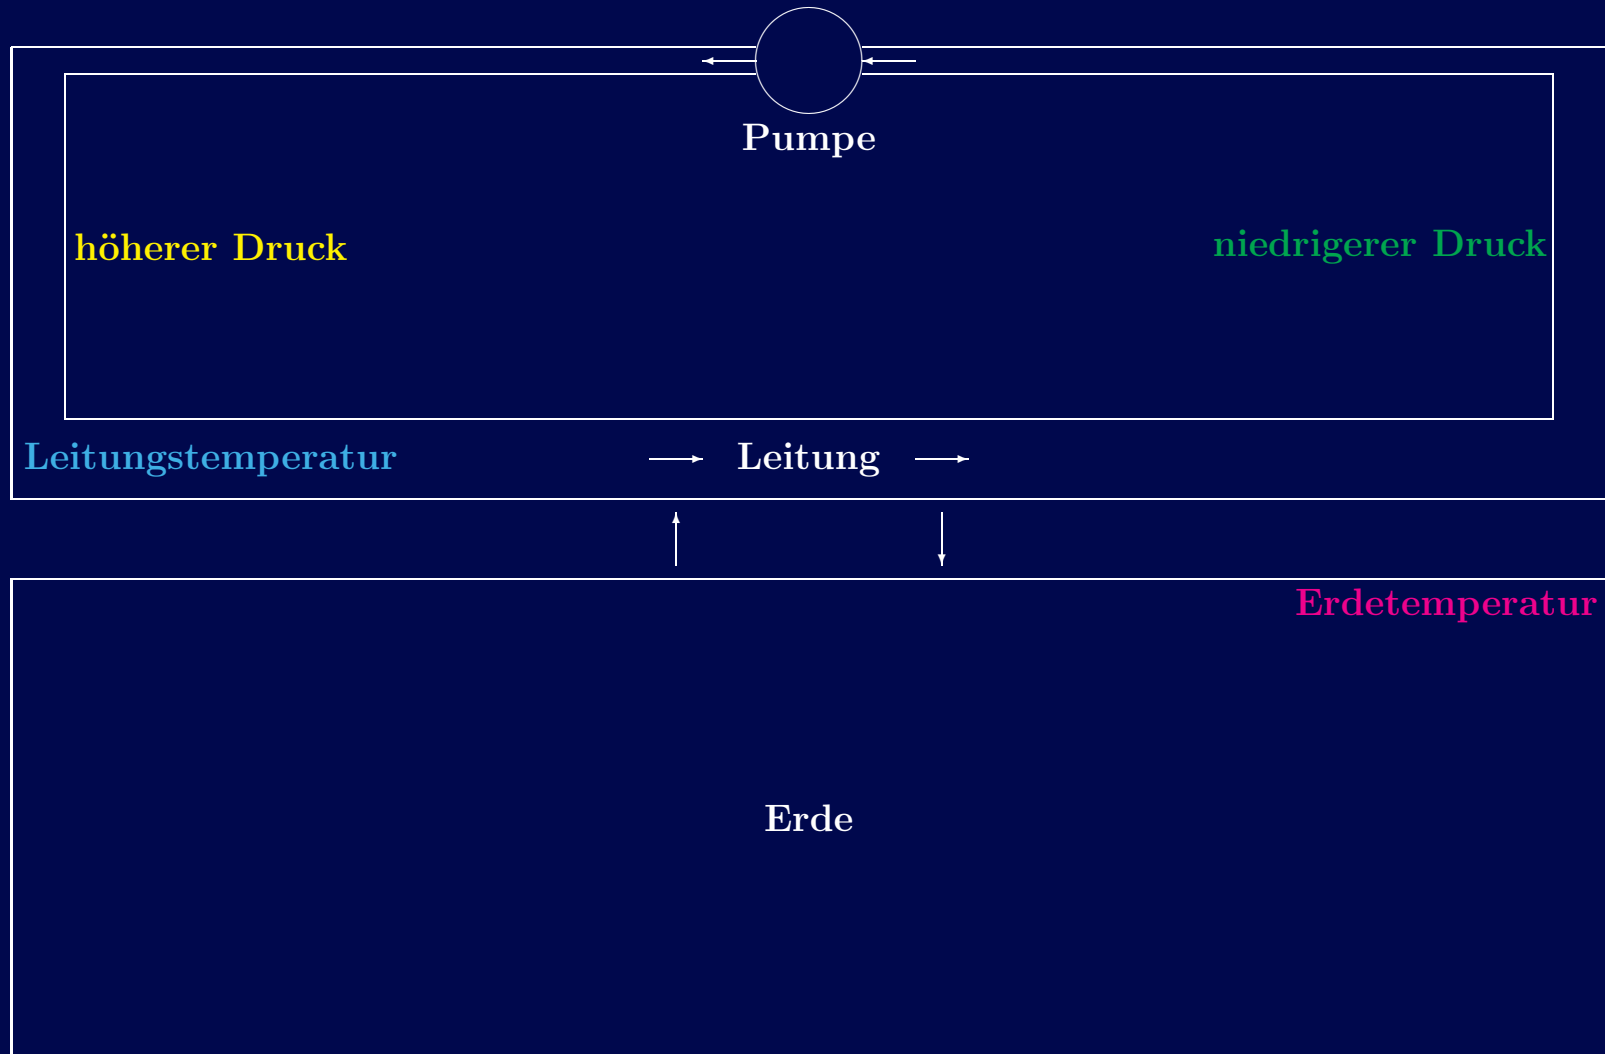 Pumpe
höherer Druck
niedrigerer Druck
Leitungstemperatur
Leitung
Erdetemperatur
Erde